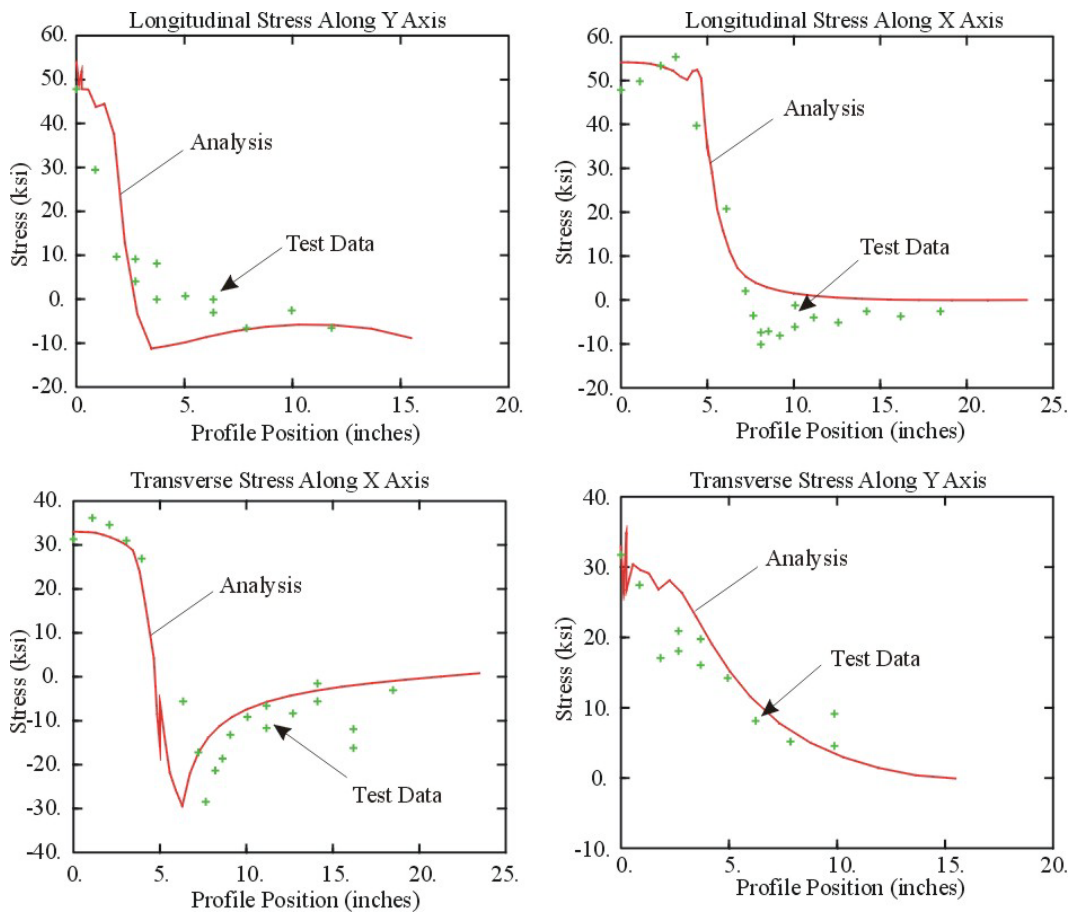 Longitudinal Stress Along Y Axis
60.
50.
40.
30.
20.
10.
0.
-10.
-20.
Stress (ksi)
Analysis
Test Data
0.
5.
10.
15.
20.
Profile Position (inches)
Longitudinal Stress Along X Axis
60.
50.
40.
30.
20.
10.
0.
-10.
-20.
Stress (ksi)
Analysis
Test Data
0.
5.
10.
15.
20.
25.
Profile Position (inches)
Transverse Stress Along X Axis
40.
30.
20.
10.
0.
-10.
-20.
-30.
-40.
Stress (ksi)
Analysis
Test Data
0.
5.
10.
15.
20.
25.
Profile Position (inches)
Transverse Stress Along Y Axis
40.
30.
20.
10.
0.
-10.
Stress (ksi)
Analysis
Test Data
0.
5.
10.
15.
20.
Profile Position (inches)